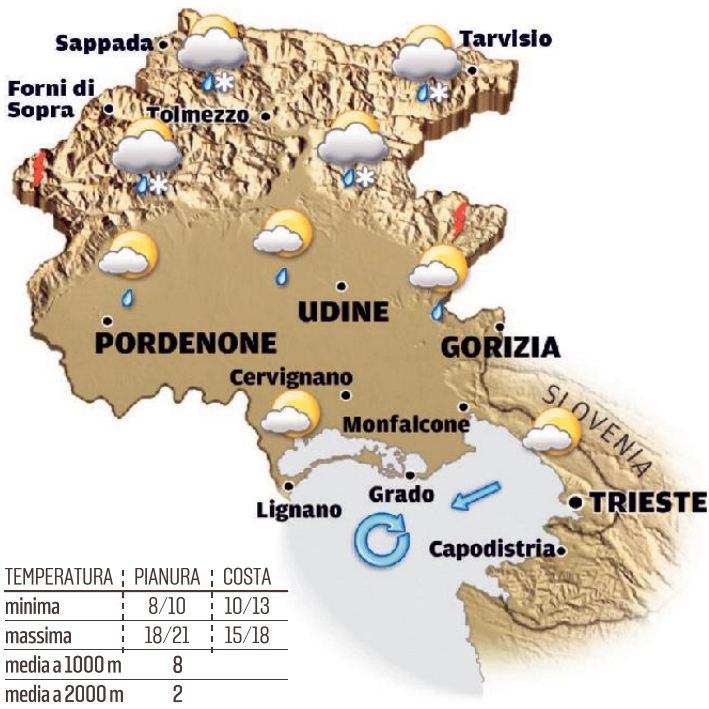 Sappada
Tarvisio
Forni di
Sopra
Tolmezzo
UDINE
PORDENONE
GORIZIA
Cervignano
SLOVENIA
Monfalcone
Lignano
Grado
TRIESTE
Capodistria
TEMPERATURA PIANURA COSTA
minima 8/10 10/13
massima 18/21 15/18
media a 1000 m 8
media a 2000 m 2